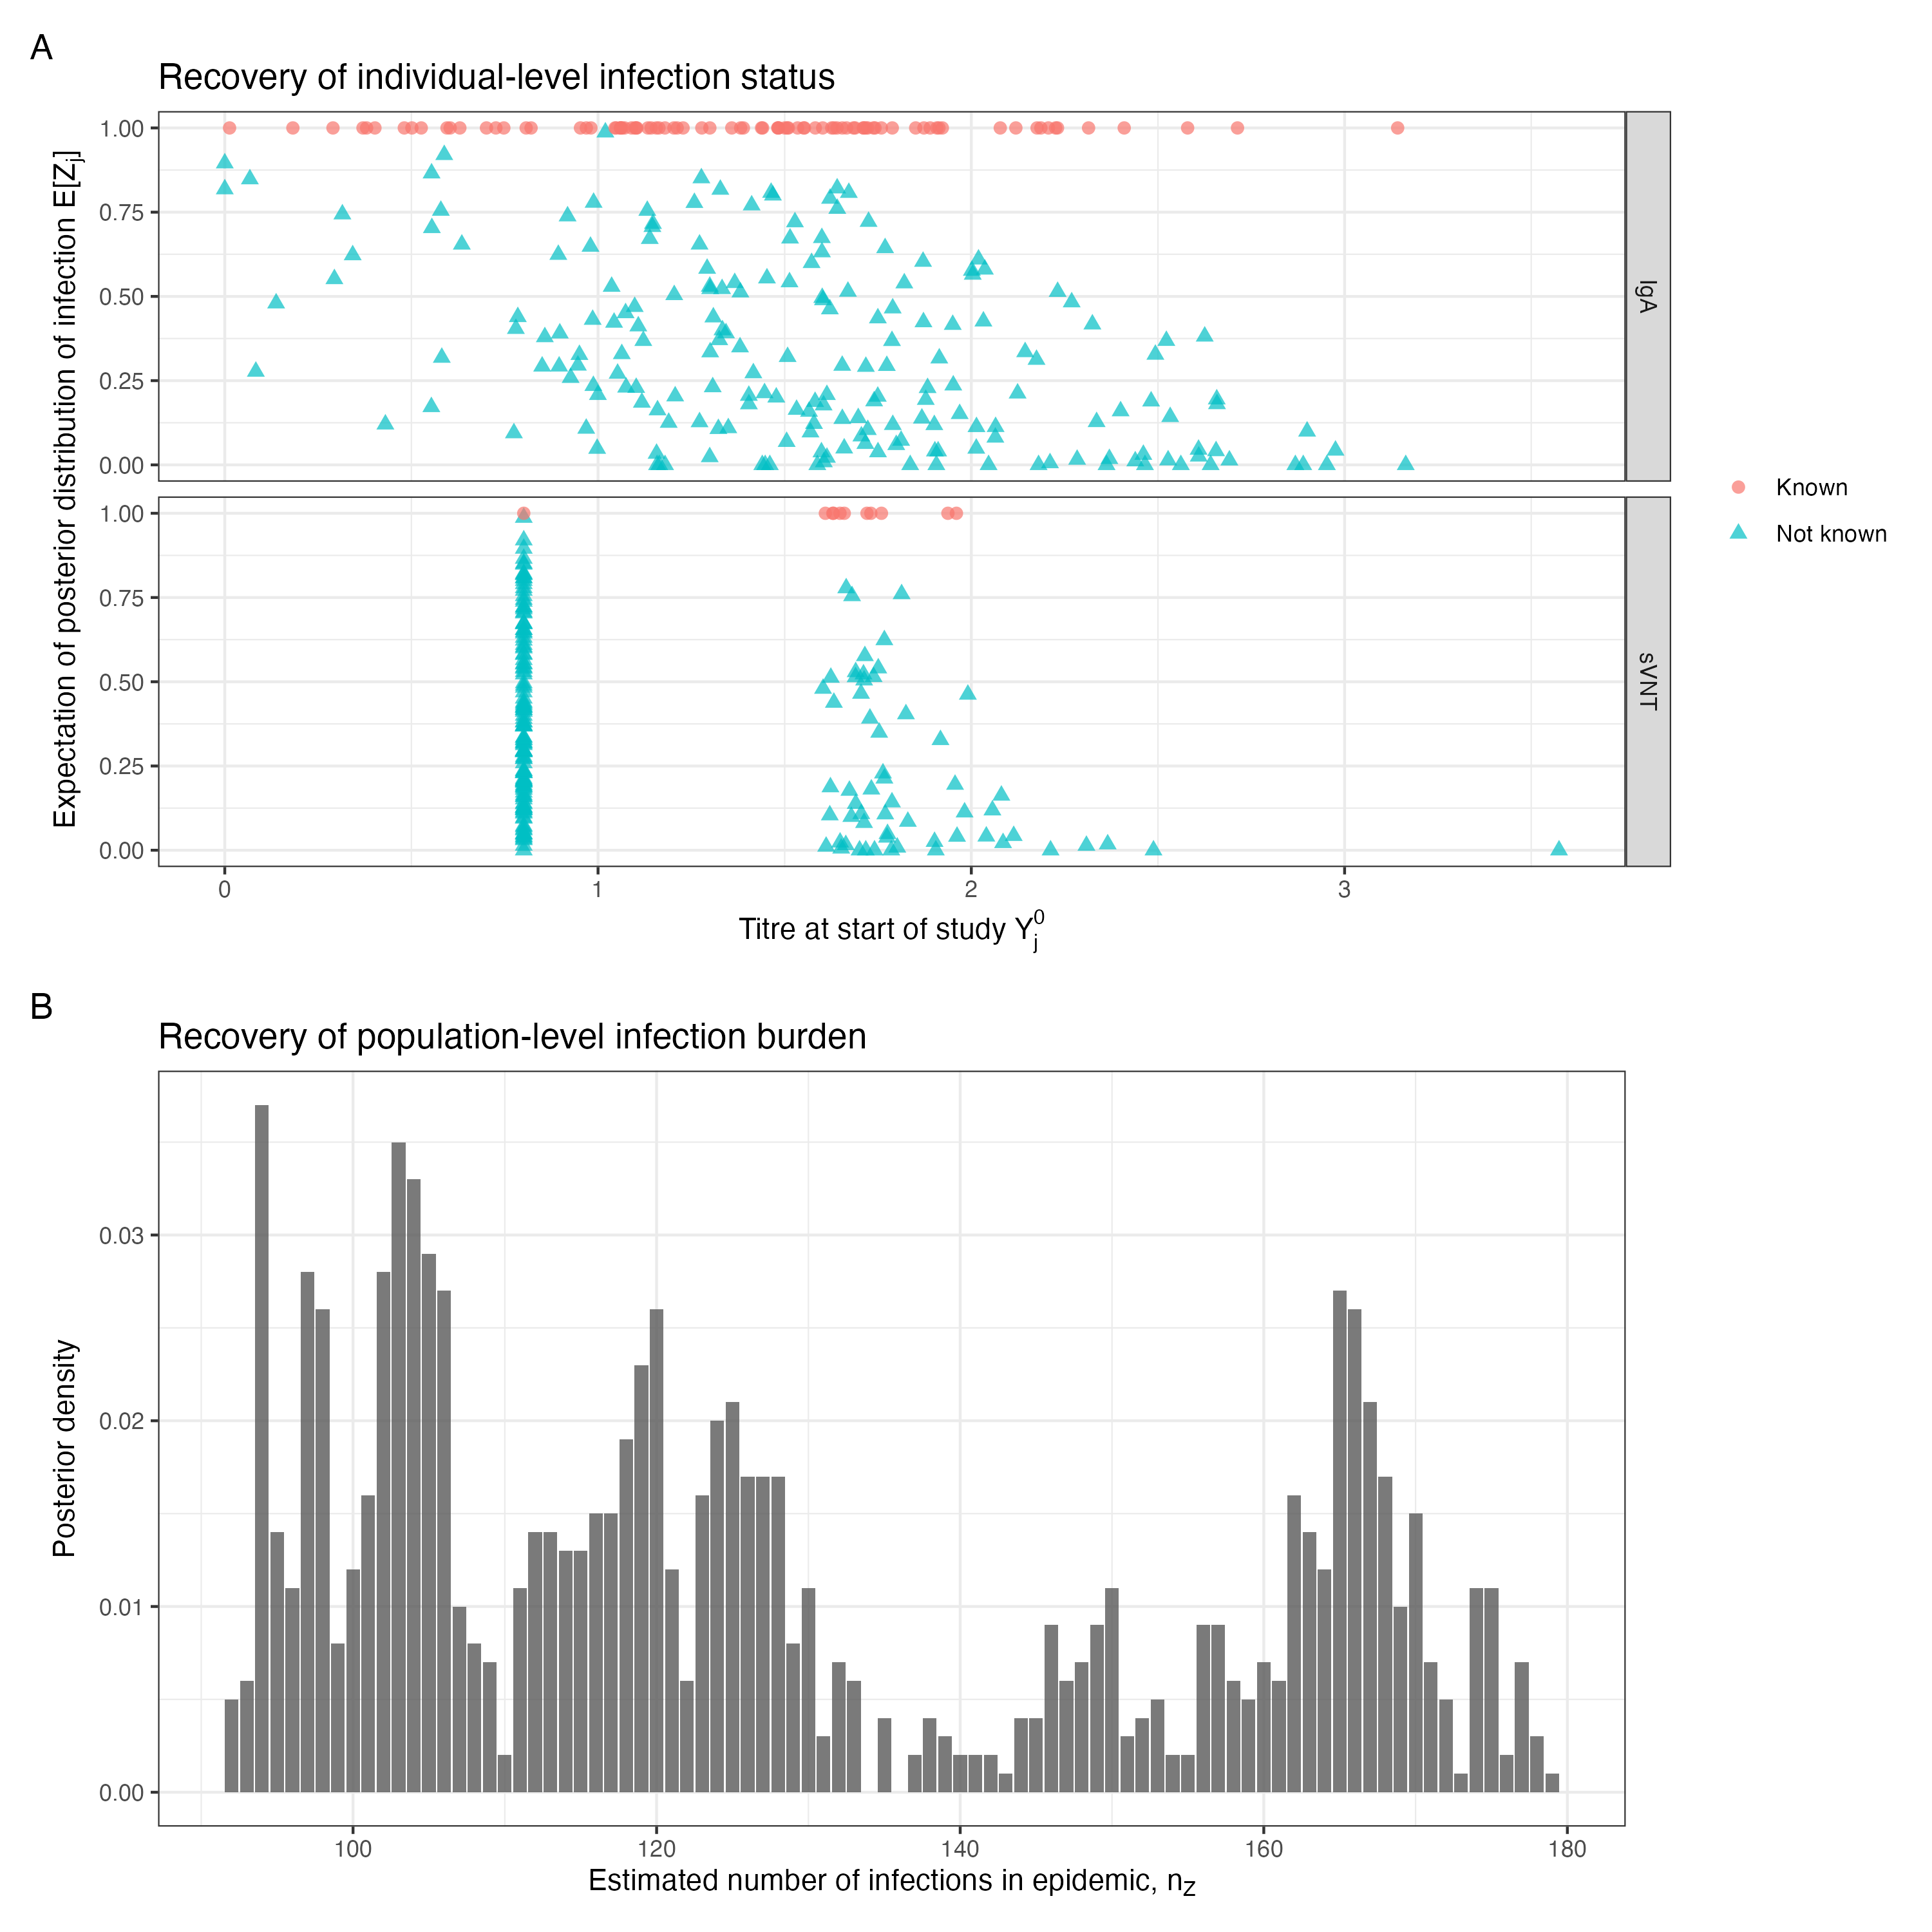 A
Recovery of individual-level infection status
Expectation of posterior distribution of infection E[Zj]
1.00
0.75
0.50
0.25
0.00
IgA
1.00
0.75
0.50
0.25
0.00
sVNT
0 1 2 3
Titre at start of study Yj0
Known
Not known
B
Recovery of population-level infection burden
Posterior density
0.03
0.02
0.01
0.00
100 120 140 160 180
Estimated number of infections in epidemic, nZ